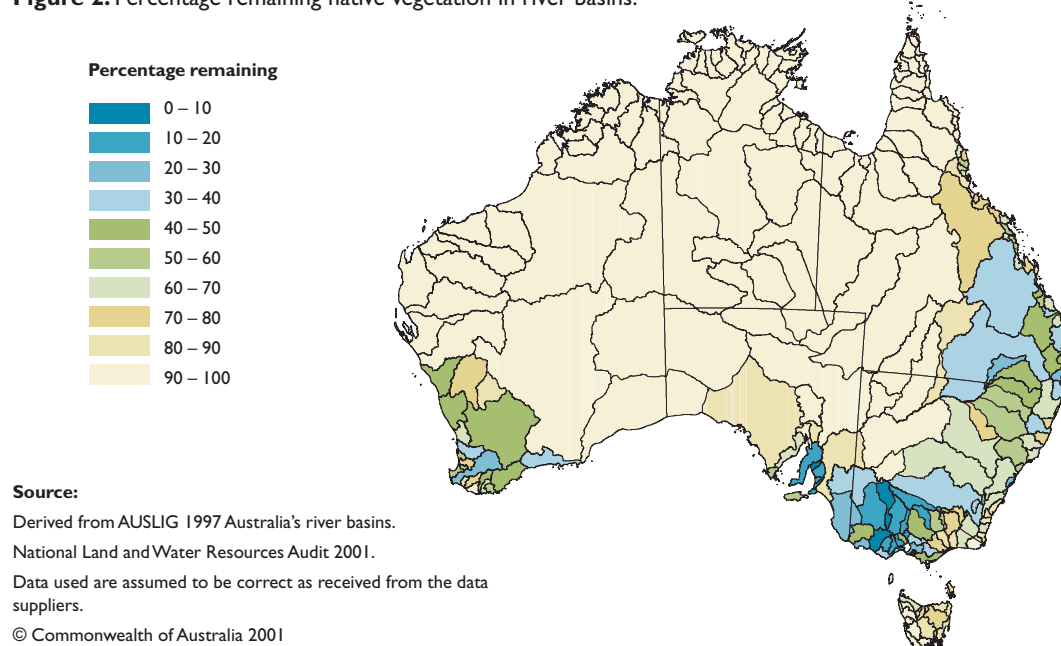 Figure 2. Percentage remaining native vegetation in river basins.
Percentage remaining
0 – 10
10 – 20
20 – 30
30 – 40
40 – 50
50 – 60
60 – 70
70 – 80
80 – 90
90 – 100
Source:
Derived from AUSLIG 1997 Australia's river basins.
National Land and Water Resources Audit 2001.
Data used are assumed to be correct as received from the data
suppliers.
© Commonwealth of Australia 2001